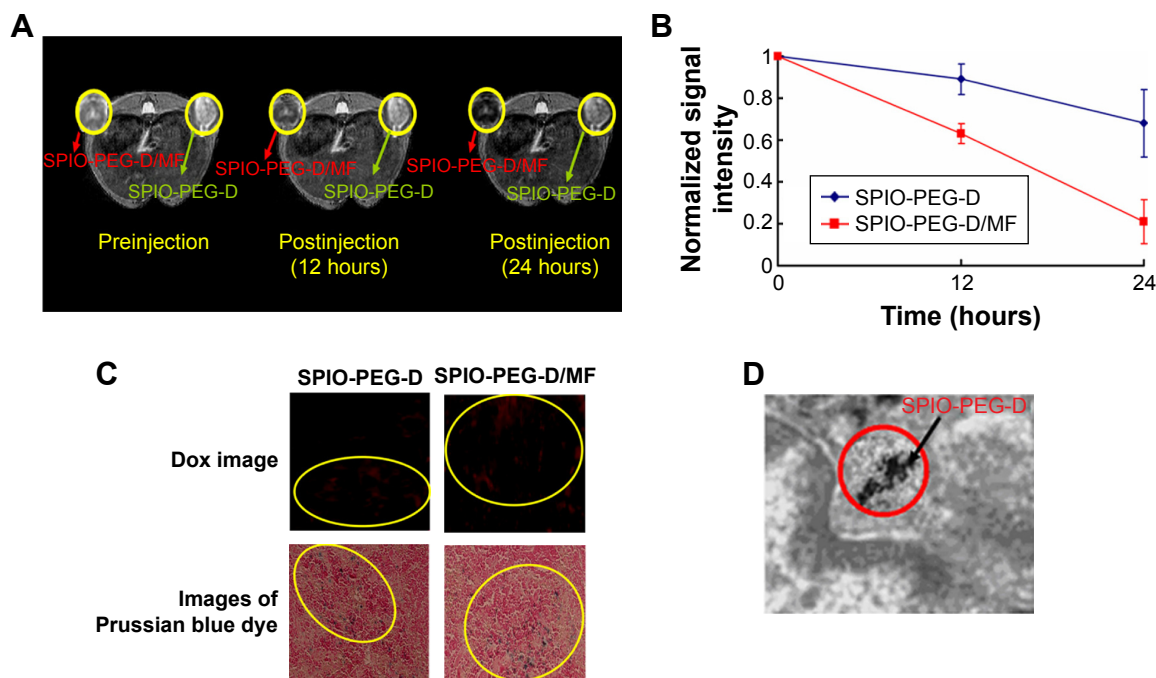 A
SPIO-PEG-D/MF
SPIO-PEG-D
SPIO-PEG-D/MF
SPIO-PEG-D
SPIO-PEG-D/MF
SPIO-PEG-D
Preinjection
Postinjection
(12 hours)
Postinjection
(24 hours)
B
Normalized signal
intensity
1
0.8
0.6
0.4
0.2
0
0
12
24
SPIO-PEG-D
SPIO-PEG-D/MF
Time (hours)
C
SPIO-PEG-D
SPIO-PEG-D/MF
Dox image
Images of
Prussian blue dye
D
SPIO-PEG-D